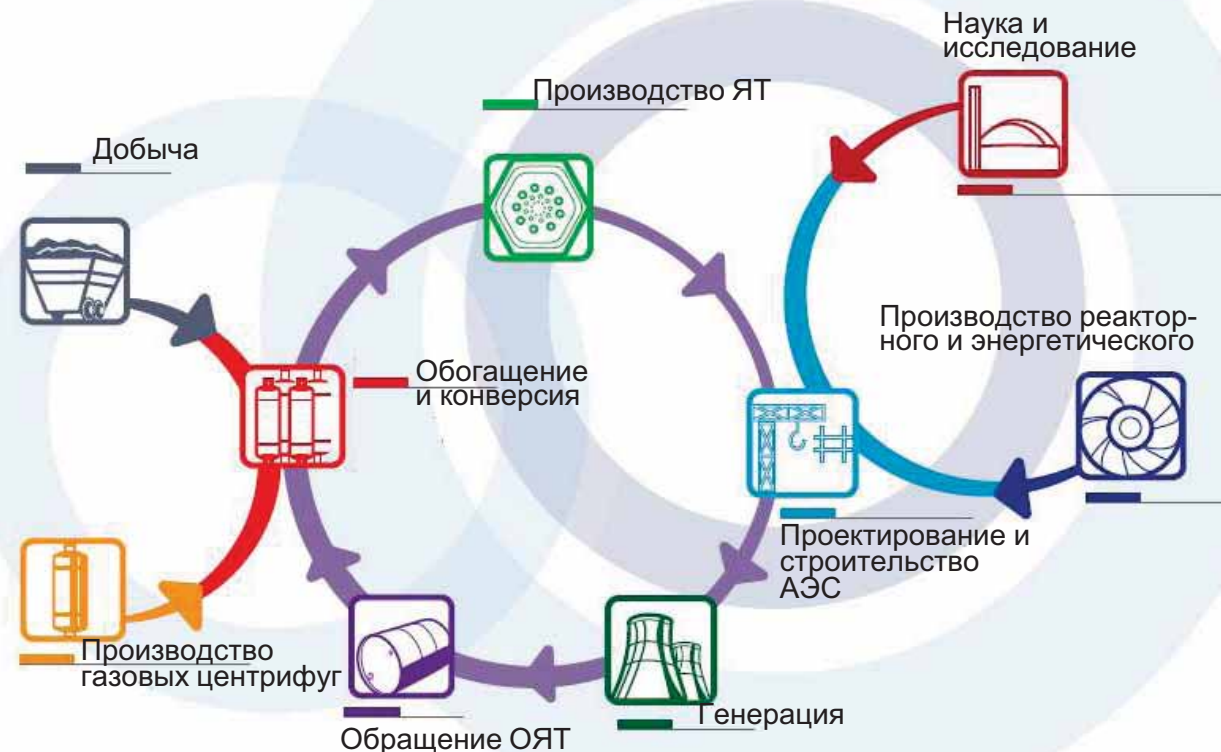 Наука и
исследование
Производство ЯТ
Добыча
Производство реактор-
ного и энергетического
Обогащение
и конверсия
Проектирование и
строительство
АЭС
Производство
газовых центрифуг
Генерация
Обращение ОЯТ